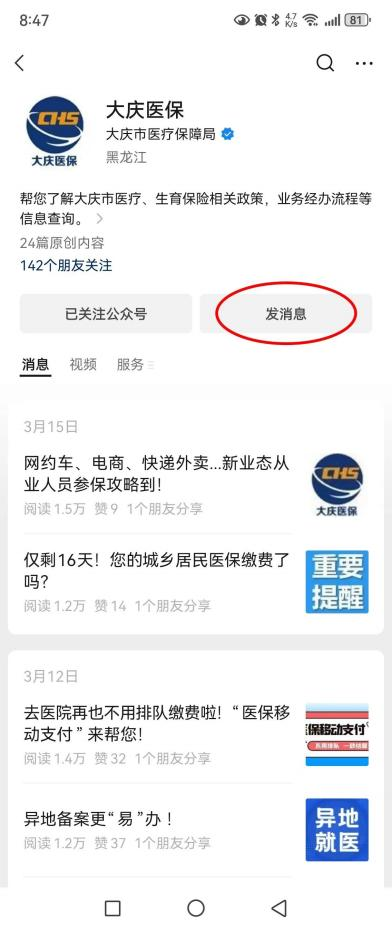 8:47
4.7
K/s
81
CHS
大庆医保
大庆医保
大庆市医疗保障局
黑龙江
帮您了解大庆市医疗、生育保险相关政策，业务经办流程等
信息查询。
24篇原创内容
142个朋友关注
已关注公众号
发消息
消息 视频 服务
3月15日
网约车、电商、快递外卖...新业态从
业人员参保攻略到！
阅读1.5万 赞9 1个朋友分享
CHS
大庆医保
仅剩16天！您的城乡居民医保缴费了
吗？
阅读1.2万 赞14 1个朋友分享
重要
提醒
3月12日
去医院再也不用排队缴费啦！“医保移
动支付”来帮您！
阅读1.4万 赞32 1个朋友分享
保移动支付
异地备案更“易”办！
阅读1.2万 赞37 1个朋友分享
异地
就医